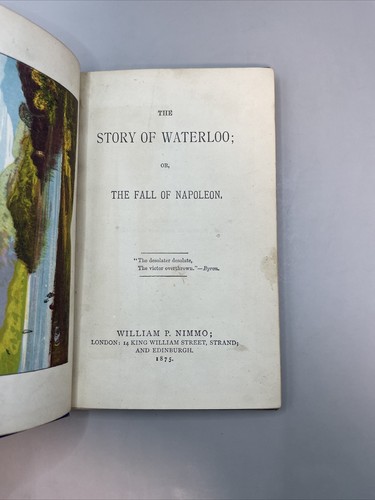 THE
STORY OF WATERLOO;
OR,
THE FALL OF NAPOLEON.
"The desolater desolate,
The victor overthrown."—Byron.
WILLIAM P. NIMMO;
LONDON: 14 KING WILLIAM STREET, STRAND;
AND EDINBURGH.
1875.